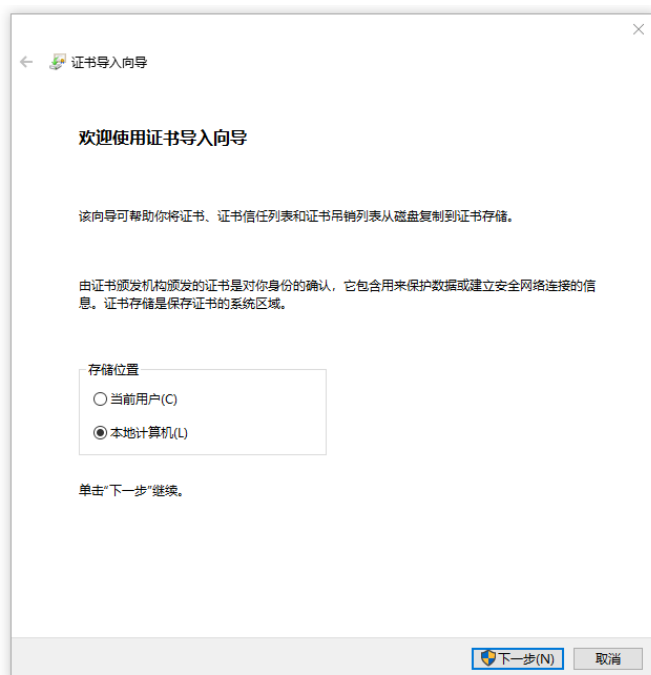 证书导入向导
欢迎使用证书导入向导
该向导可帮助你将证书、证书信任列表和证书吊销列表从磁盘复制到证书存储。
由证书颁发机构颁发的证书是对你身份的确认，它包含用来保护数据或建立安全网络连接的信
息。证书存储是保存证书的系统区域。
存储位置
当前用户(C)
本地计算机(L)
单击“下一步”继续。
下一步(N)
取消